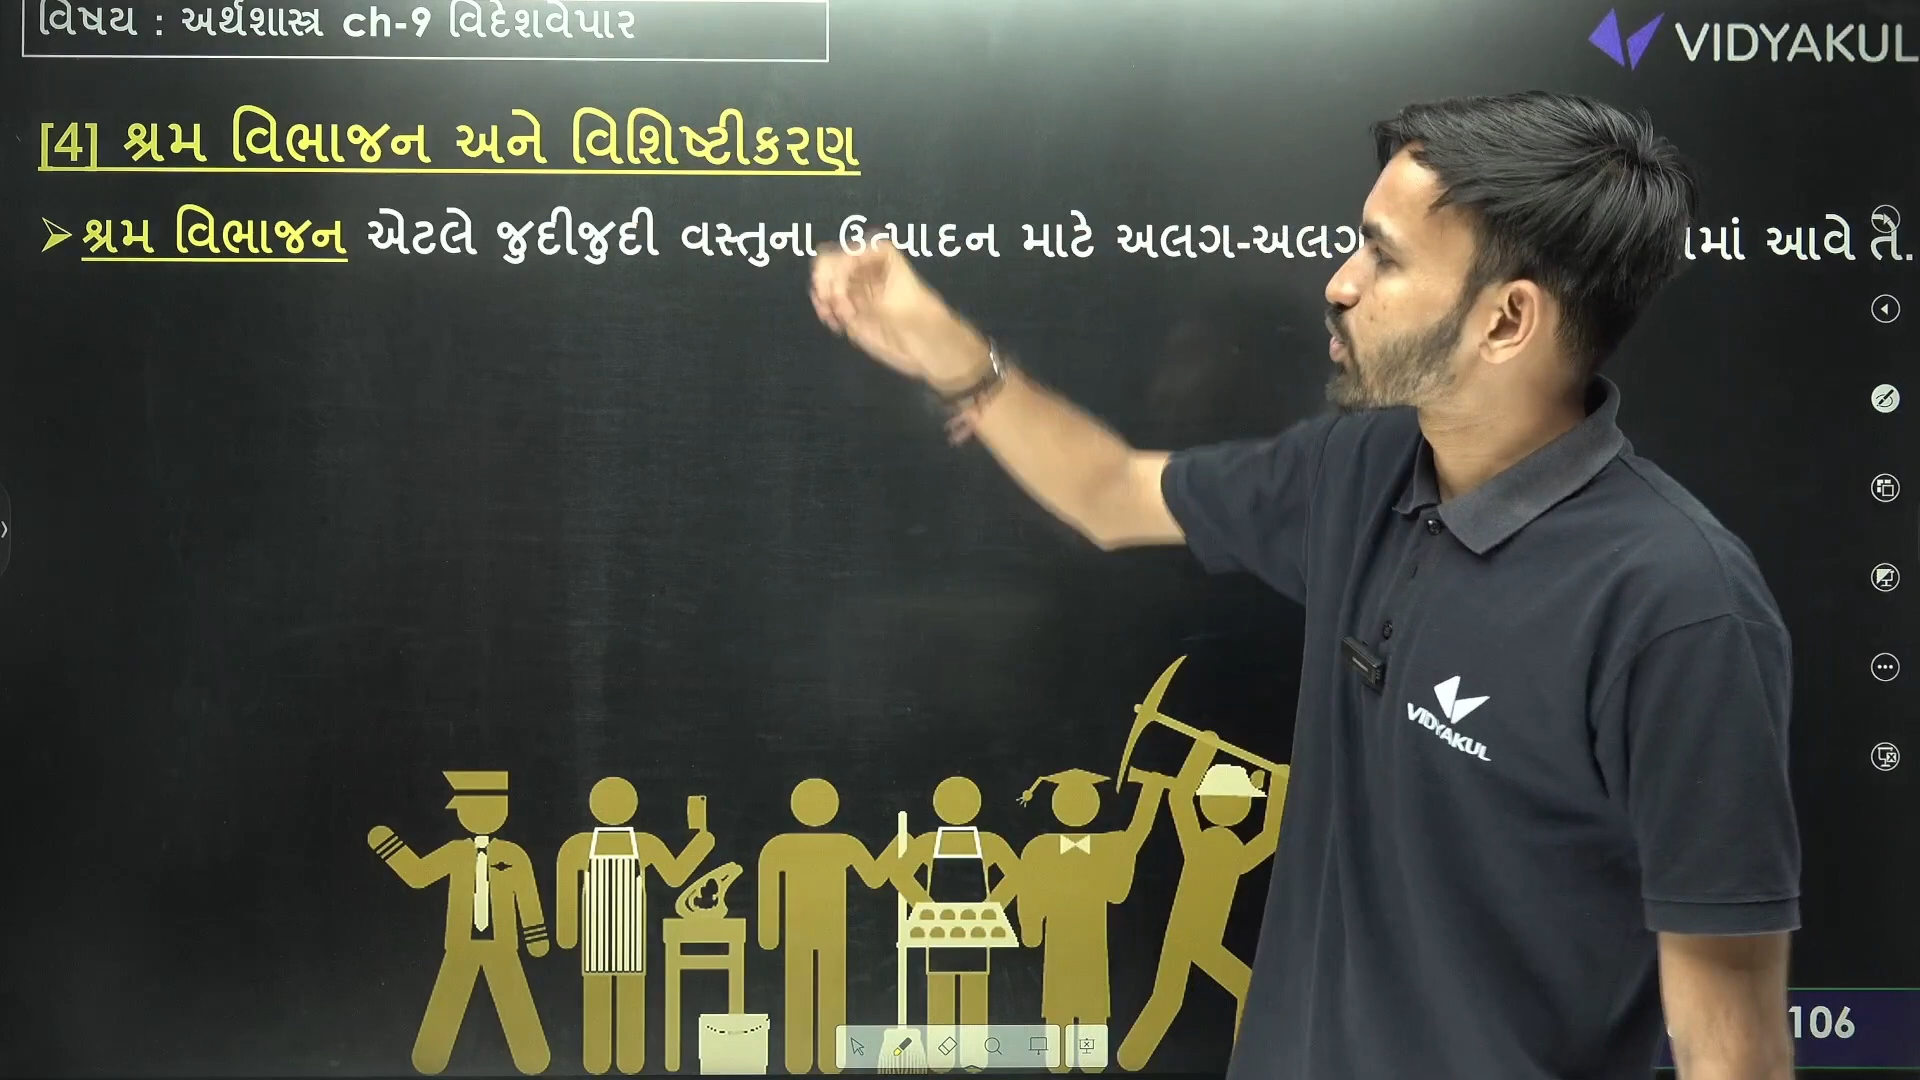 વિષય : અર્થશાસ્ત્ર ch-9 વિદેશવેપાર
VIDYAKUL
[4] શ્રમ વિભાજન અને વિશિષ્ટીકરણ
➢ શ્રમ વિભાજન એટલે જુદીજુદી વસ્તુના ઉત્પાદન માટે અલગ-અલગ આવે તે.
VIDYAKUL
106